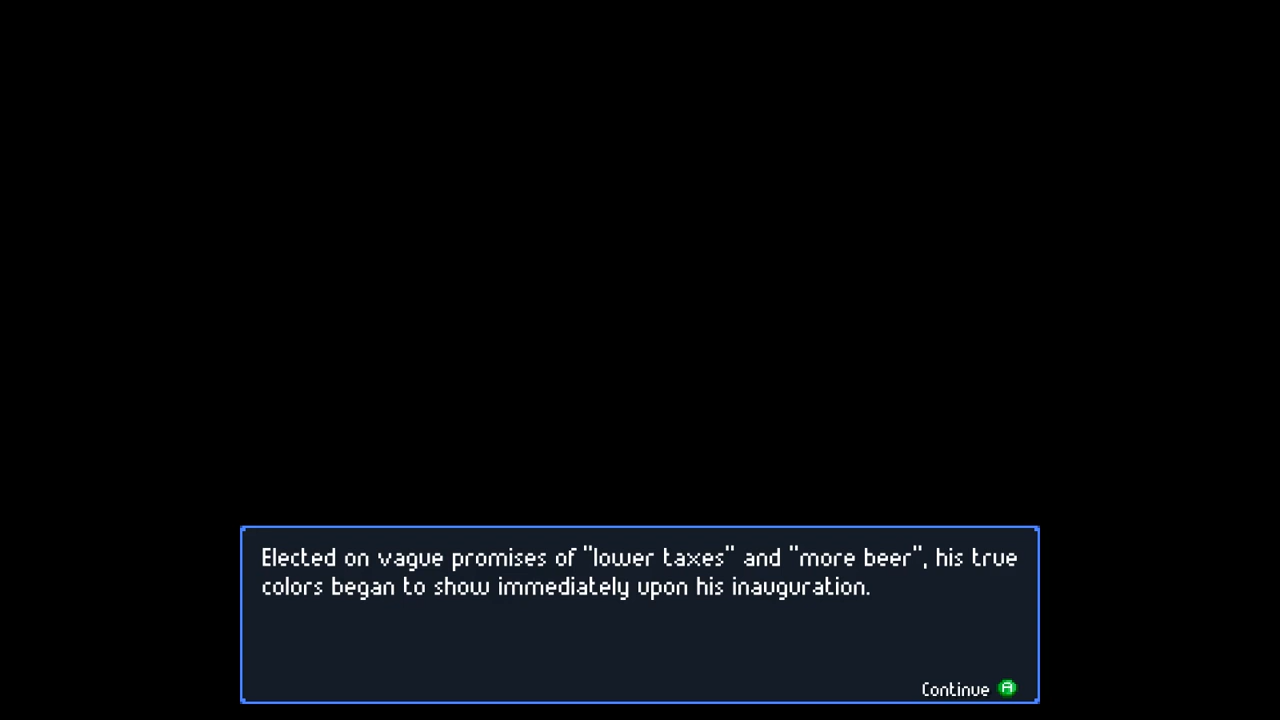 Elected on vague promises of "lower taxes" and "more beer", his true
colors began to show immediately upon his inauguration.
Continue A